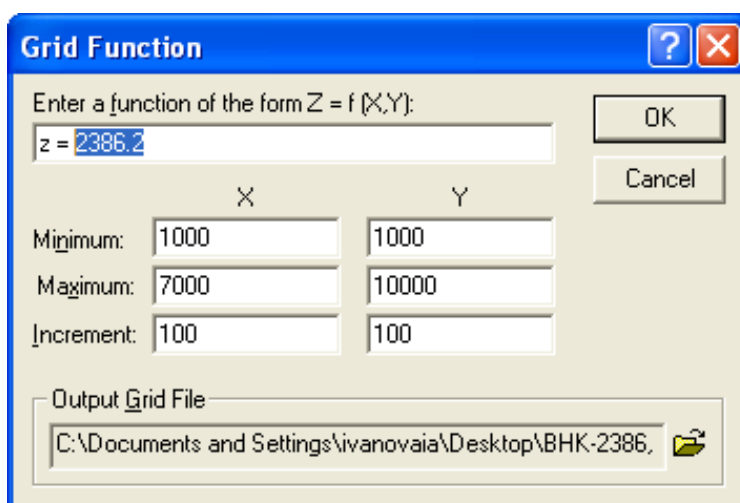 Grid Function
Enter a function of the form Z = f (X,Y):
z = 2386.2
OK
Cancel
X Y
Minimum: 1000 1000
Maximum: 7000 10000
Increment: 100 100
Output Grid File
C:\Documents and Settings\ivanovaia\Desktop\BHK-2386,